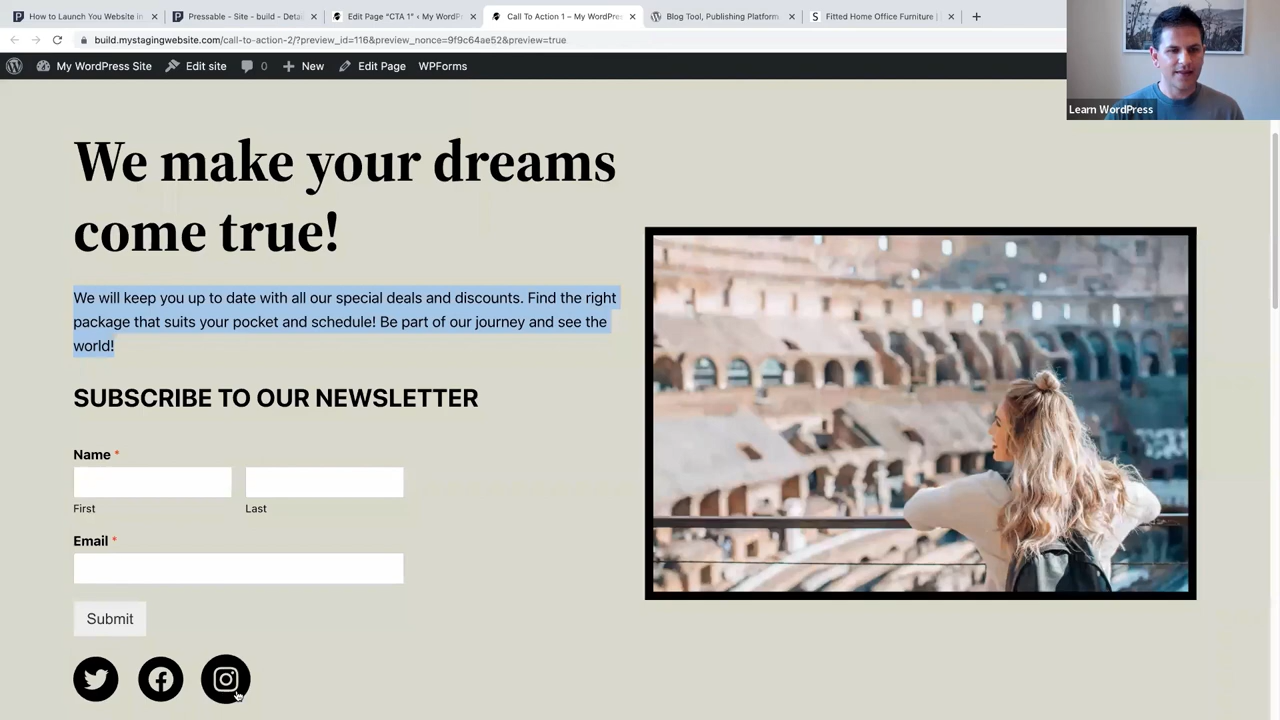 How to Launch You Website in
Pressable - Site - build - Detai
Edit Page "CTA 1" ‹ My WordPr
Call To Action 1 – My WordPres
Blog Tool, Publishing Platform
Fitted Home Office Furniture |
build.mystagingwebsite.com/call-to-action-2/?preview_id=116&preview_nonce=9f9c64ae52&preview=true
My WordPress Site
Edit site
0
New
Edit Page
WPForms
Learn WordPress
We make your dreams
come true!
We will keep you up to date with all our special deals and discounts. Find the right
package that suits your pocket and schedule! Be part of our journey and see the
world!
SUBSCRIBE TO OUR NEWSLETTER
Name *
First
Last
Email *
Submit